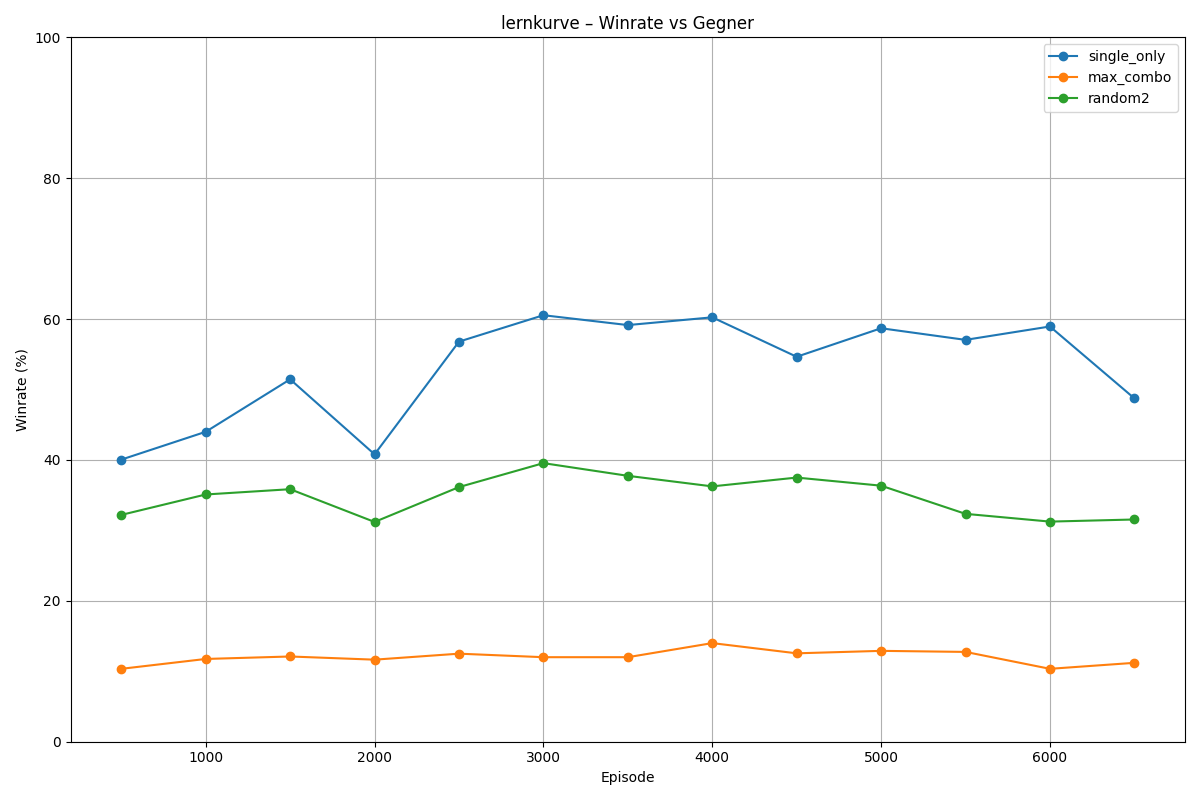 lernkurve – Winrate vs Gegner
100
80
60
40
20
0
Winrate (%)
single_only
max_combo
random2
1000 2000 3000 4000 5000 6000
Episode